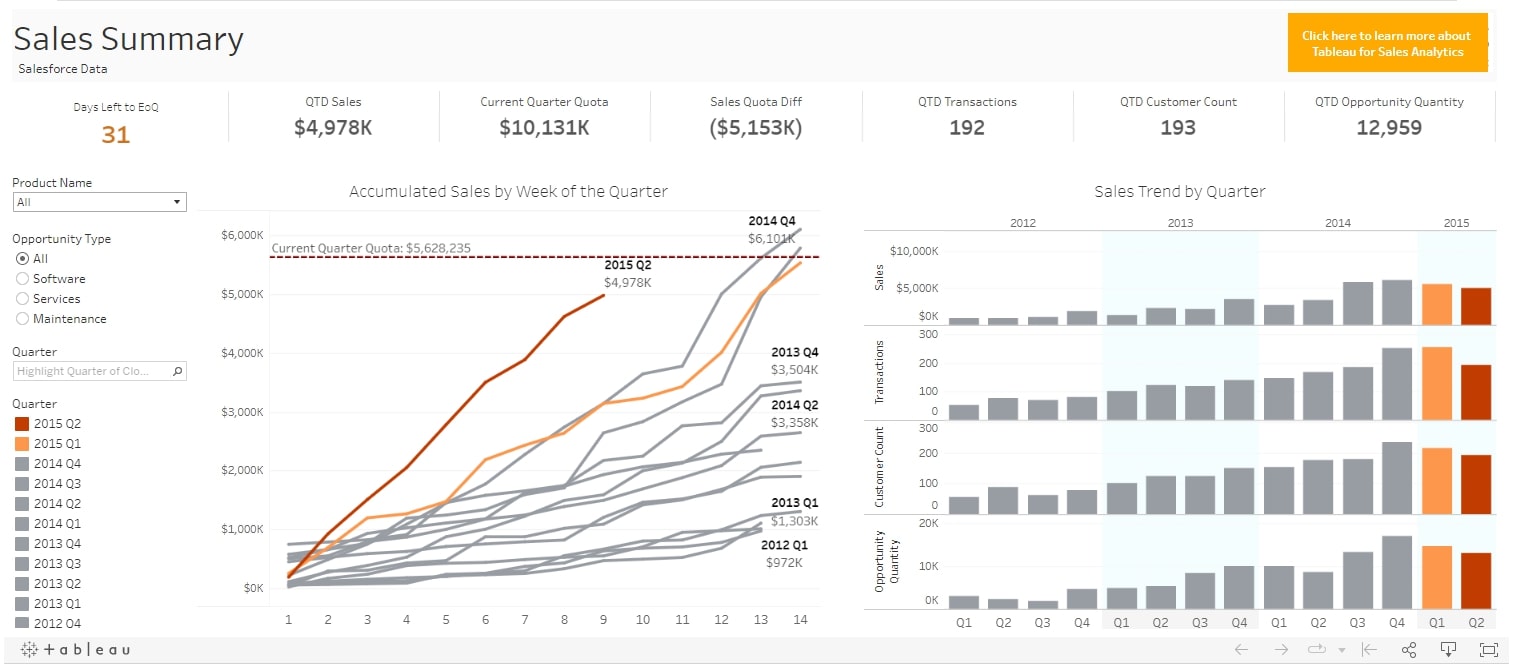 Sales Summary
Salesforce Data
Click here to learn more about
Tableau for Sales Analytics
Days Left to EoQ
31
QTD Sales
$4,978K
Current Quarter Quota
$10,131K
Sales Quota Diff
($5,153K)
QTD Transactions
192
QTD Customer Count
193
QTD Opportunity Quantity
12,959
Product Name
All
Opportunity Type
All
Software
Services
Maintenance
Quarter
Highlight Quarter of Clo...
Quarter
2015 Q2
2015 Q1
2014 Q4
2014 Q3
2014 Q2
2014 Q1
2013 Q4
2013 Q3
2013 Q2
2013 Q1
2012 Q4
Accumulated Sales by Week of the Quarter
$6,000K
$5,000K
$4,000K
$3,000K
$2,000K
$1,000K
$0K
Current Quarter Quota: $5,628,235
2014 Q4
$6,101K
2015 Q2
$4,978K
2013 Q4
$3,504K
2014 Q2
$3,358K
2013 Q1
$1,303K
2012 Q1
$972K
1 2 3 4 5 6 7 8 9 10 11 12 13 14
Sales Trend by Quarter
2012 2013 2014 2015
Sales
$10,000K
$5,000K
$0K
Transactions
300
200
100
0
Customer Count
300
200
100
0
Opportunity
Quantity
20K
10K
0K
Q1 Q2 Q3 Q4 Q1 Q2 Q3 Q4 Q1 Q2 Q3 Q4 Q1 Q2
+ a b l e a u